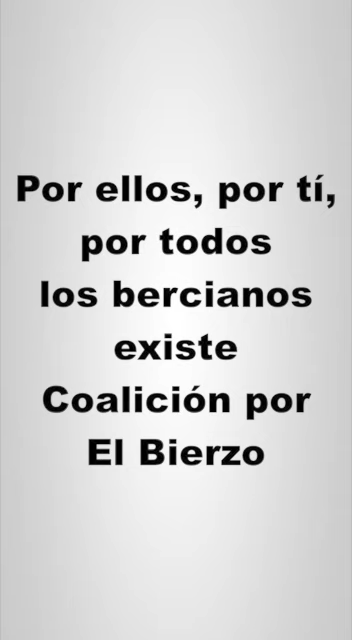 Por ellos, por tí,
por todos
los bercianos
existe
Coalición por
El Bierzo